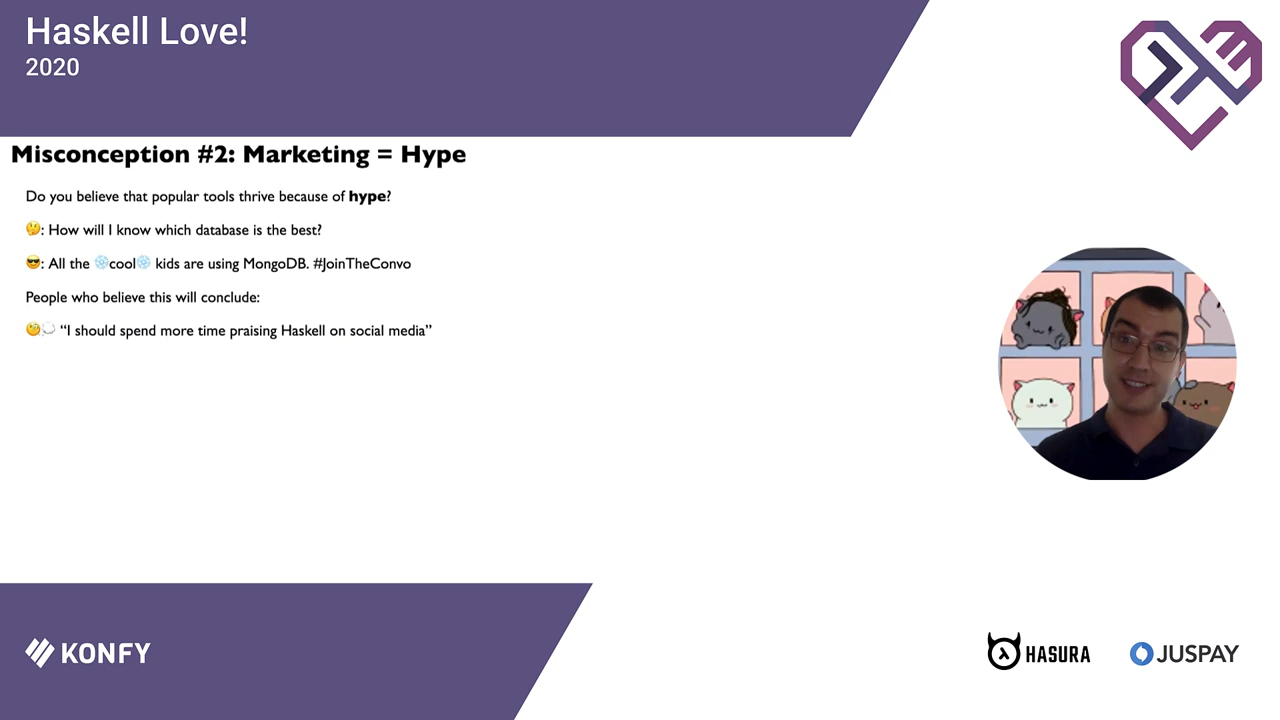 Haskell Love!
2020
Misconception #2: Marketing = Hype
Do you believe that popular tools thrive because of hype?
🤔: How will I know which database is the best?
😎: All the ❄️cool❄️ kids are using MongoDB. #JoinTheConvo
People who believe this will conclude:
🧐💭 “I should spend more time praising Haskell on social media”
KONFY
HASURA
JUSPAY